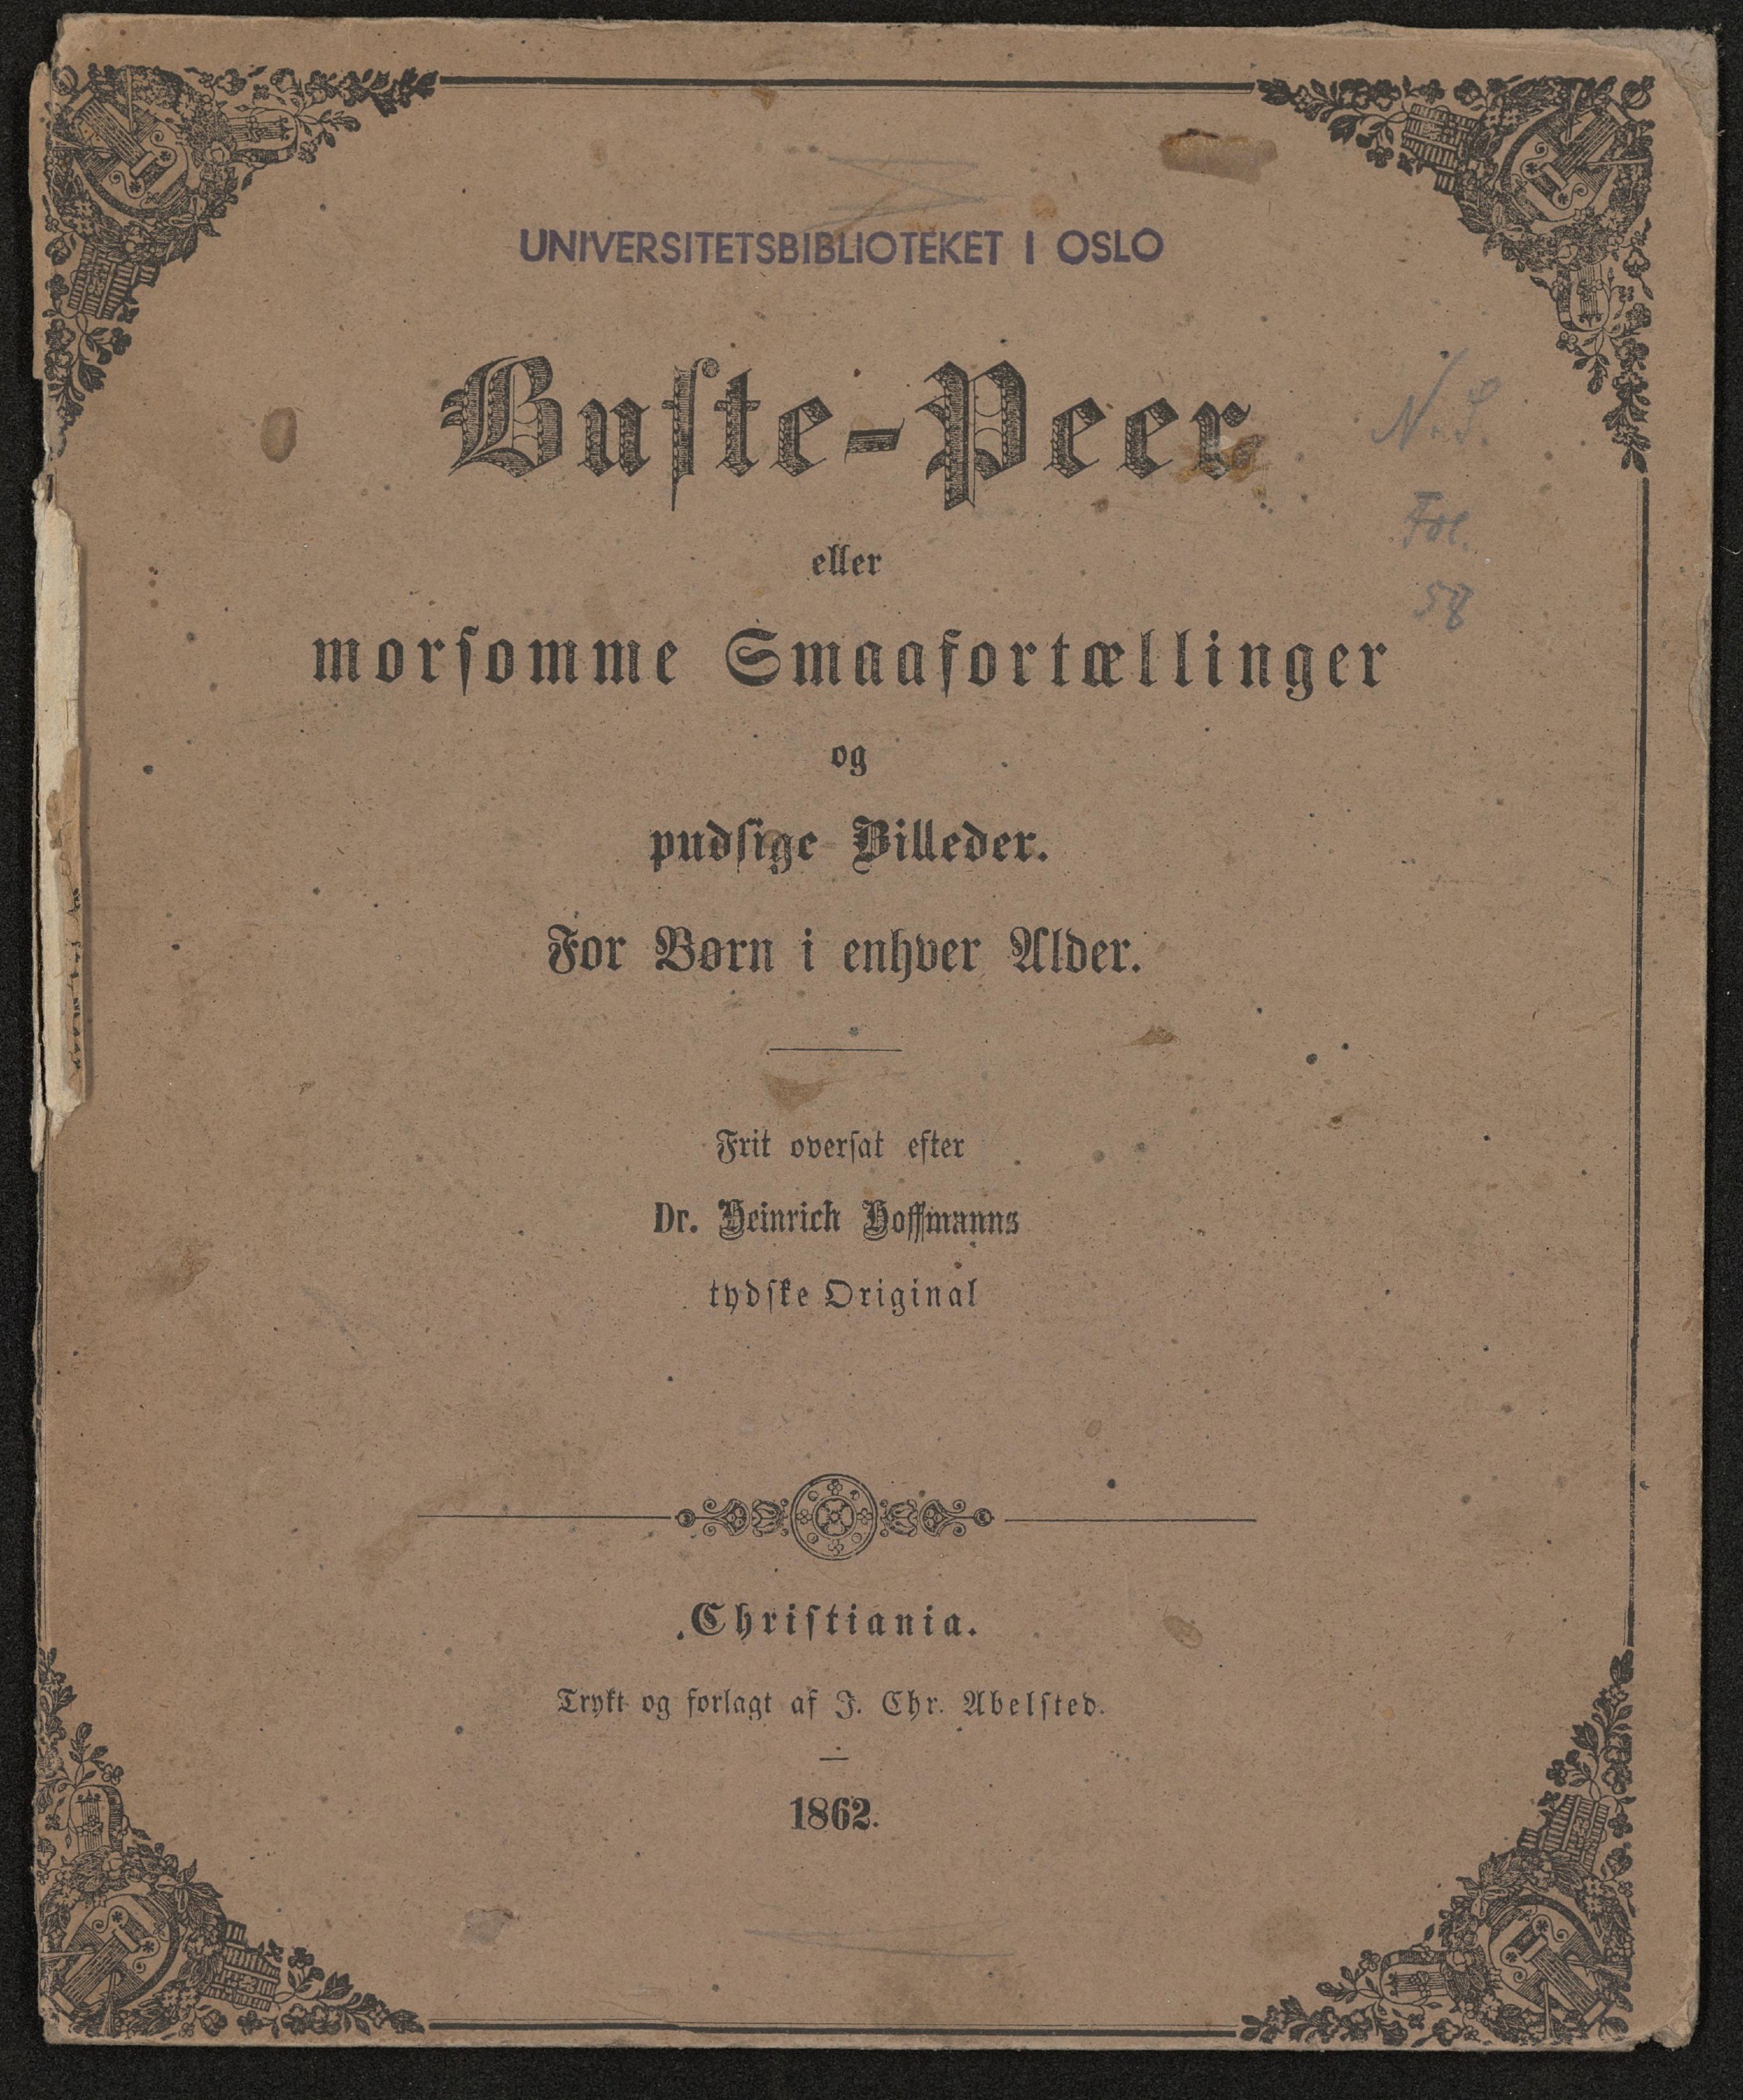 UNIVERSITETSBIBLIOTEKET I OSLO
Buste-Peer
eller
morsomme Smaafortællinger
og
pudsige Billeder.
For Børn i enhver Alder.
Frit oversat efter
Dr. Heinrich Hoffmanns
tydske Original
Christiania.
Trykt og forlagt af J. Chr. Abelsted.
1862.
58